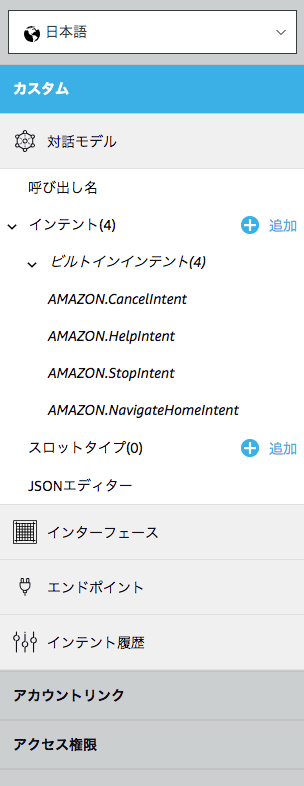 日本語
カスタム
対話モデル
呼び出し名
インテント(4) 追加
ビルトインインテント(4)
AMAZON.CancelIntent
AMAZON.HelpIntent
AMAZON.StopIntent
AMAZON.NavigateHomeIntent
スロットタイプ(0) 追加
JSONエディター
インターフェース
エンドポイント
インテント履歴
アカウントリンク
アクセス権限